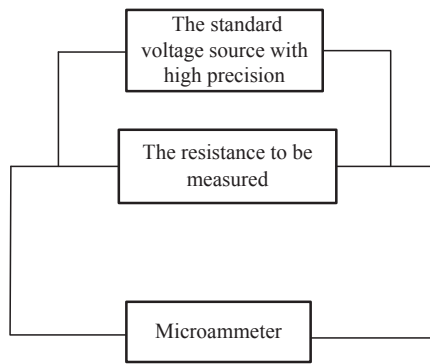 The standard
voltage source with
high precision
The resistance to be
measured
Microammeter